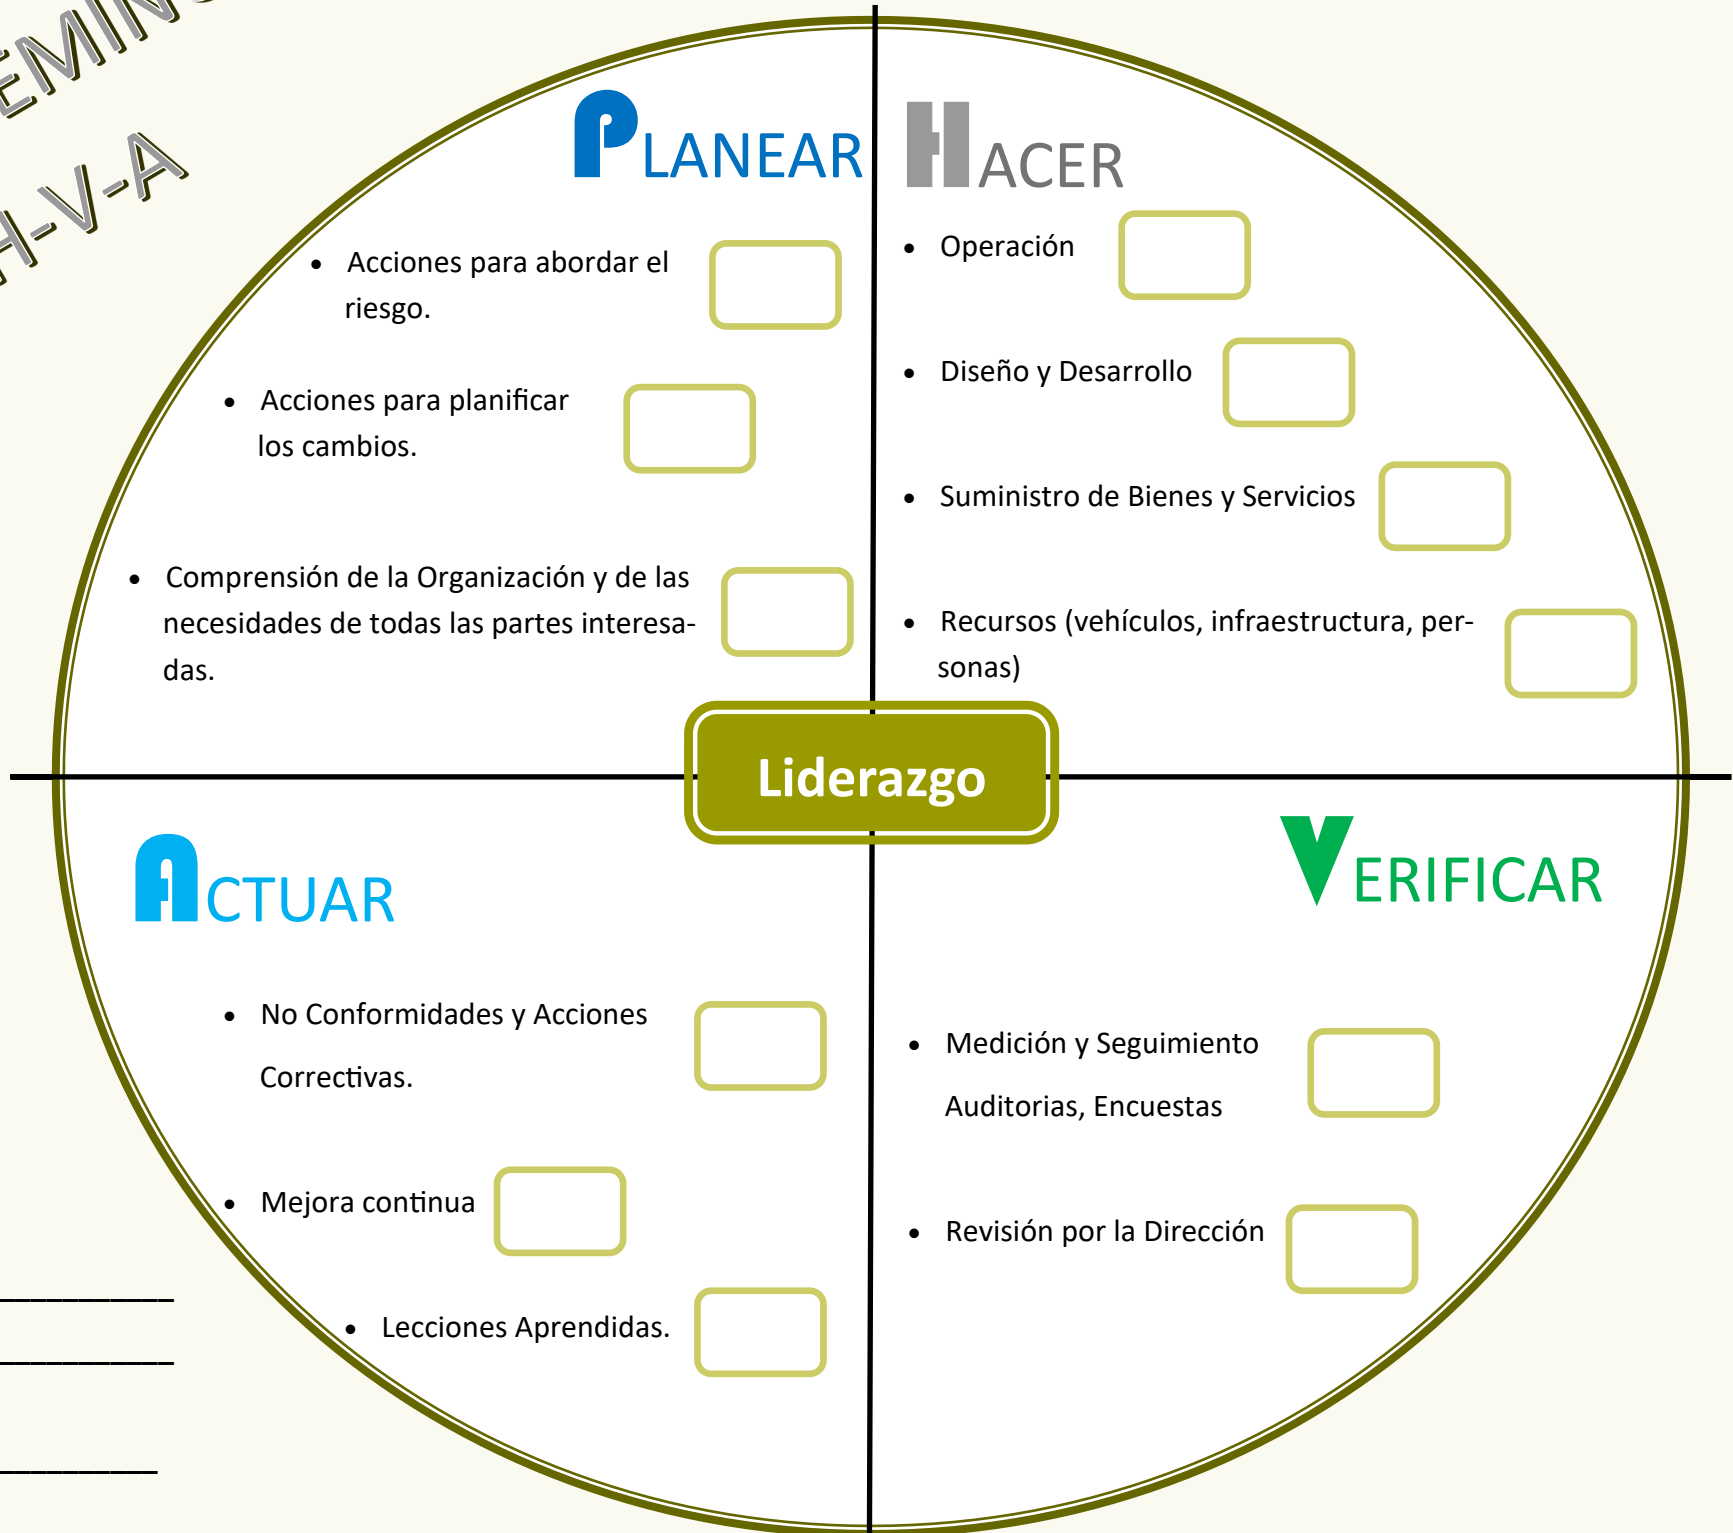 EMING
H-V-A
PLANEAR
• Acciones para abordar el
riesgo.
• Acciones para planificar
los cambios.
• Comprensión de la Organización y de las
necesidades de todas las partes interesa-
das.
HACER
• Operación
• Diseño y Desarrollo
• Suministro de Bienes y Servicios
• Recursos (vehículos, infraestructura, per-
sonas)
Liderazgo
ACTUAR
• No Conformidades y Acciones
Correctivas.
• Mejora continua
• Lecciones Aprendidas.
VERIFICAR
• Medición y Seguimiento
Auditorias, Encuestas
• Revisión por la Dirección